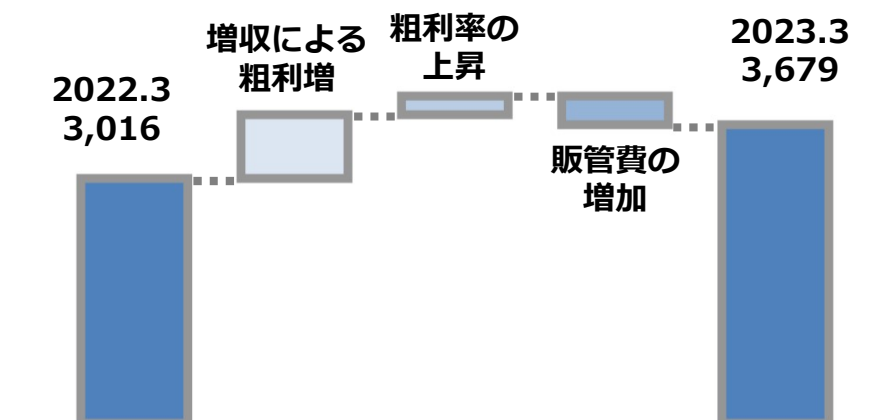 2022.3
3,016
増収による
粗利増
粗利率の
上昇
販管費の
増加
2023.3
3,679